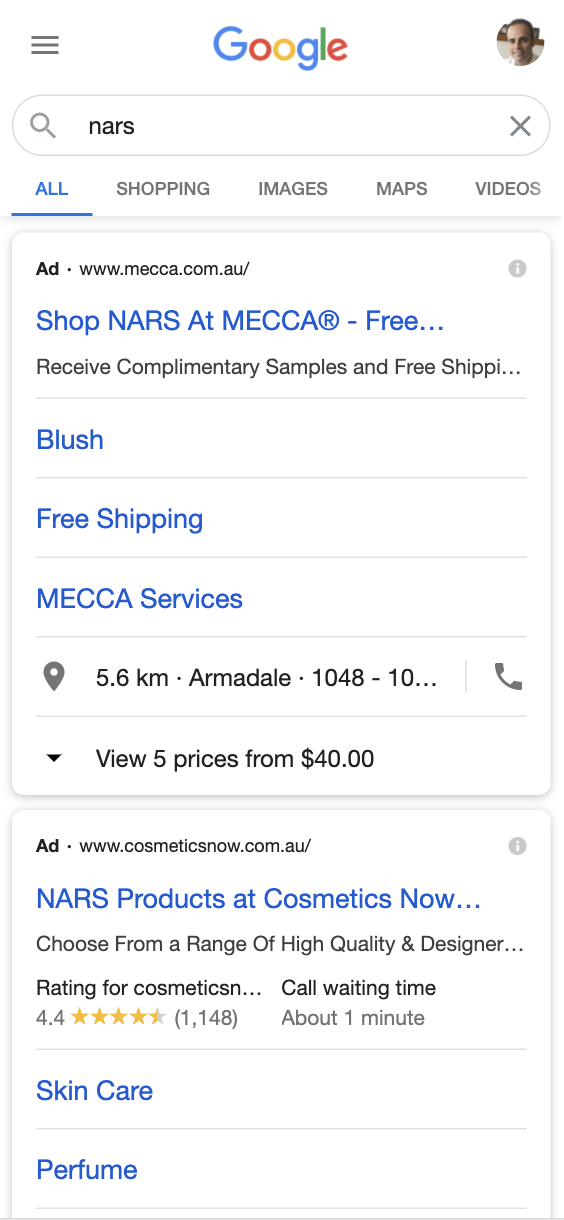 Google
nars
ALL SHOPPING IMAGES MAPS VIDEOS
Ad · www.mecca.com.au/
Shop NARS At MECCA® - Free...
Receive Complimentary Samples and Free Shippi...
Blush
Free Shipping
MECCA Services
5.6 km · Armadale · 1048 - 10...
View 5 prices from $40.00
Ad · www.cosmeticsnow.com.au/
NARS Products at Cosmetics Now...
Choose From a Range Of High Quality & Designer...
Rating for cosmeticsn... Call waiting time
4.4 ★★★★★ (1,148) About 1 minute
Skin Care
Perfume